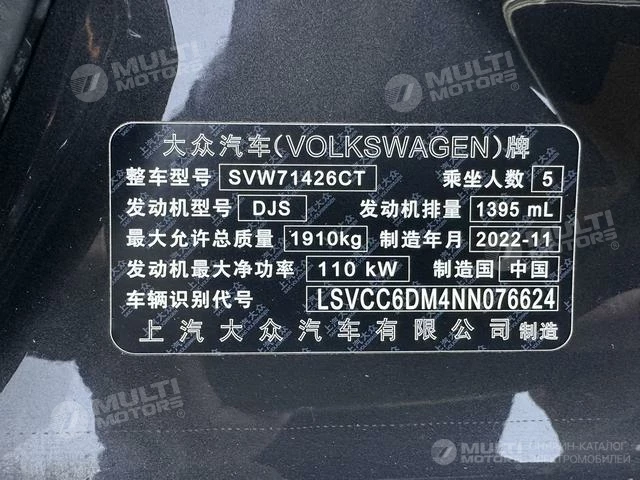 MULTI MOTORS®
MULTI MOTORS®
大众汽车(VOLKSWAGEN)牌
整车型号 SVW71426CT 乘坐人数 5
发动机型号 DJS 发动机排量 1395 mL
最大允许总质量 1910kg 制造年月 2022-11
发动机最大净功率 110 kW 制造国 中国
车辆识别代号 LSVCC6DM4NN076624
上汽大众汽车有限公司 制造
MULTI MOTORS®
MULTI MOTORS
ОНЛАЙН-КАТАЛОГ
ЭЛЕКТРОМОБИЛЕЙ